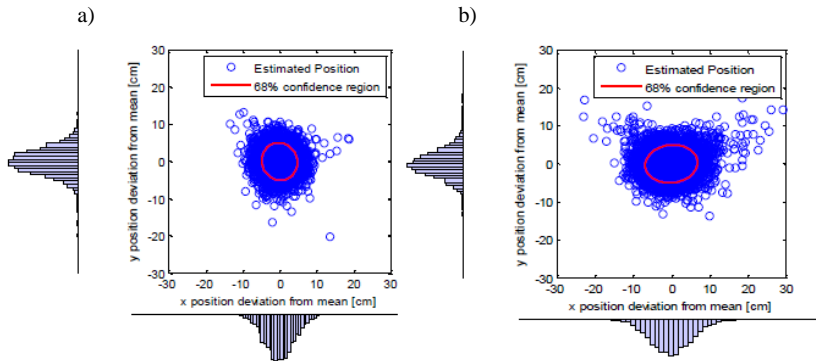 a)
30
20
10
0
-10
-20
-30
-30 -20 -10 0 10 20 30
y position deviation from mean [cm]
x position deviation from mean [cm]
Estimated Position
68% confidence region
b)
30
20
10
0
-10
-20
-30
-30 -20 -10 0 10 20 30
y position deviation from mean [cm]
x position deviation from mean [cm]
Estimated Position
68% confidence region